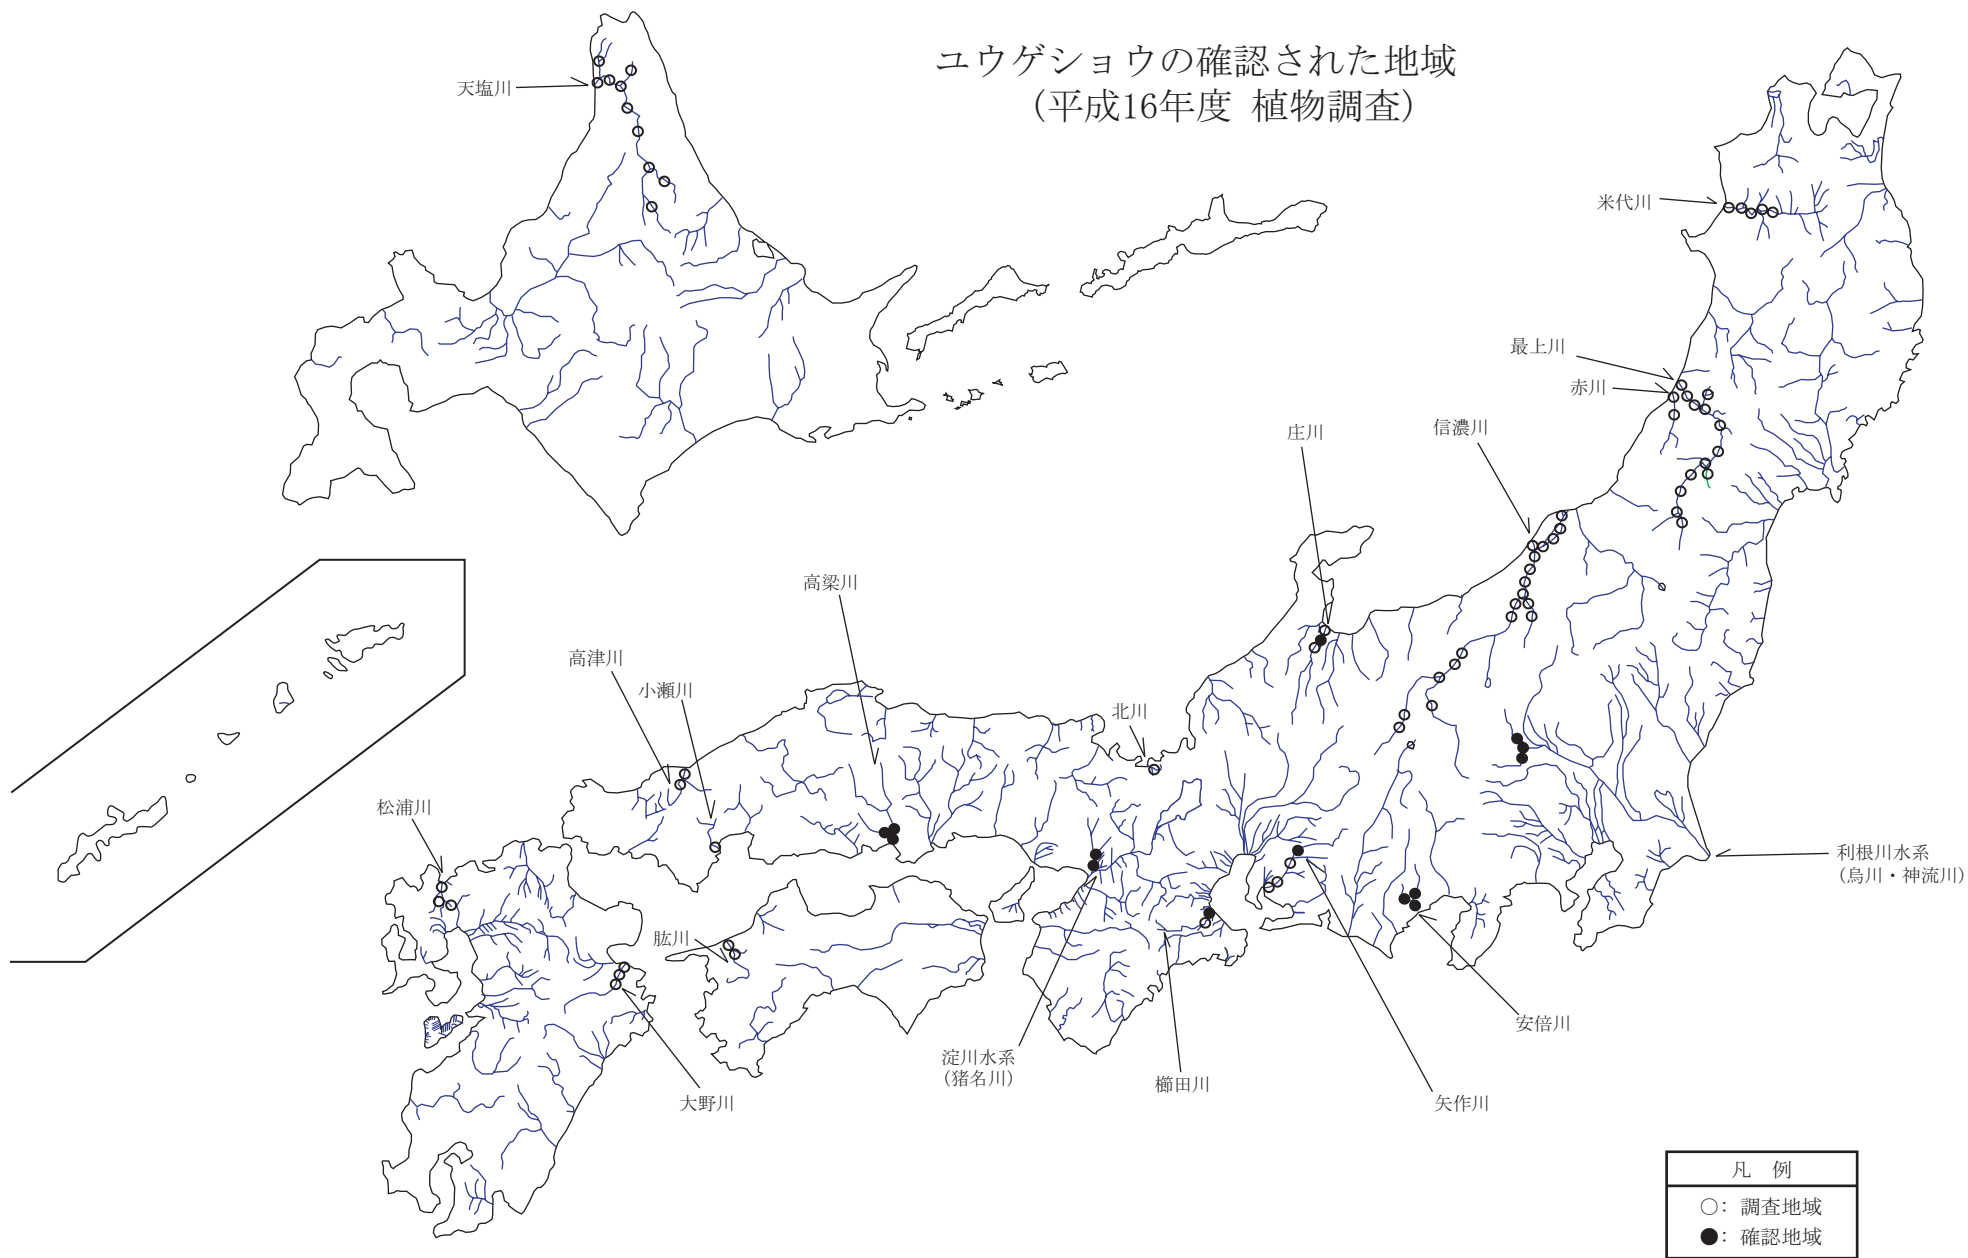 ユウゲショウの確認された地域
(平成16年度 植物調査)
天塩川
米代川
最上川
赤川
信濃川
庄川
高梁川
高津川
小瀬川
北川
松浦川
利根川水系
(烏川・神流川)
肱川
安倍川
淀川水系
(猪名川)
櫛田川
矢作川
大野川
凡 例
○: 調査地域
●: 確認地域